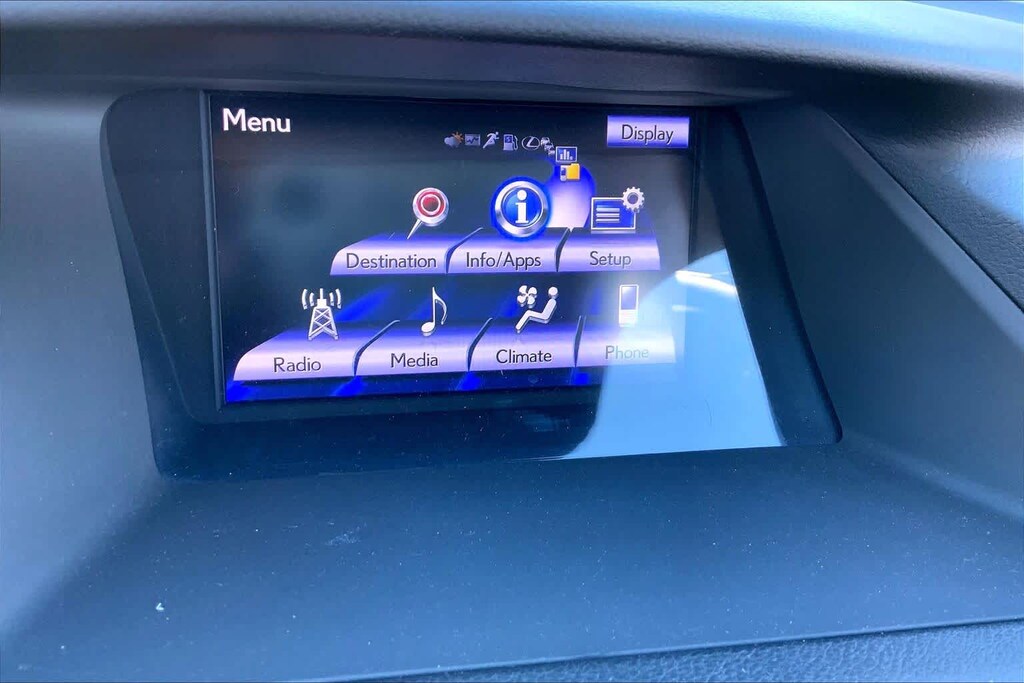 Menu
Display
Destination
Info/Apps
Setup
Radio
Media
Climate
Phone